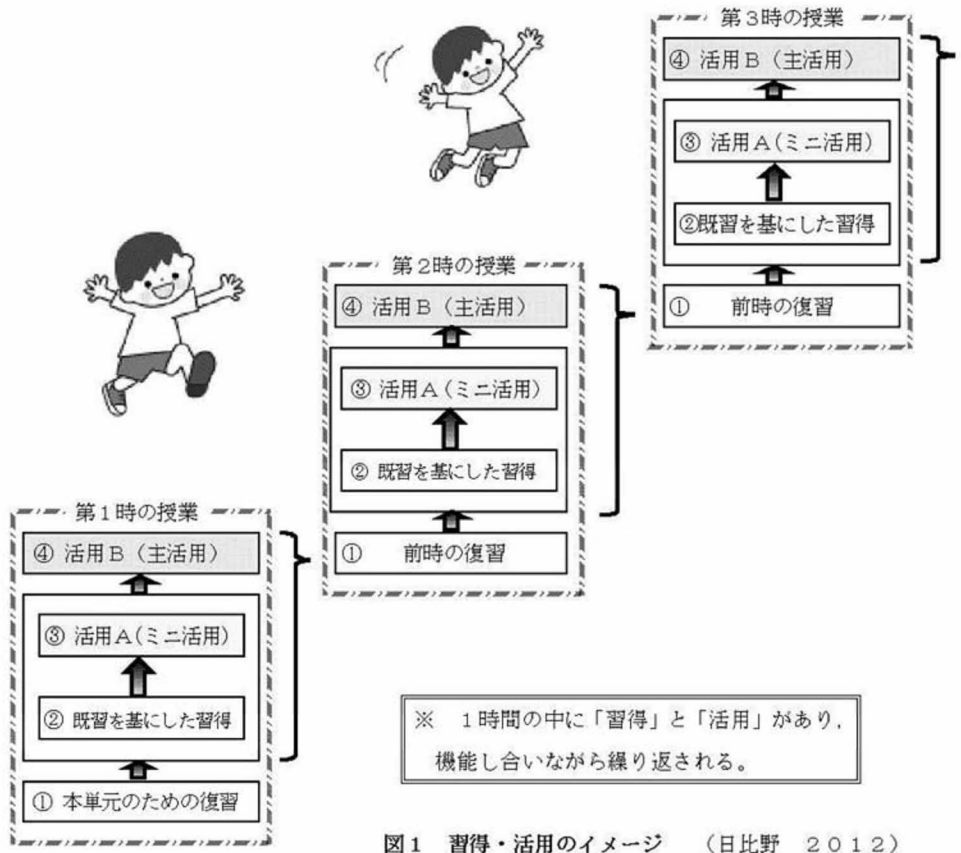 第3時の授業
④ 活用B(主活用)
③ 活用A(ミニ活用)
②既習を基にした習得
① 前時の復習
第2時の授業
④ 活用B(主活用)
③ 活用A(ミニ活用)
② 既習を基にした習得
① 前時の復習
第1時の授業
④ 活用B(主活用)
③ 活用A(ミニ活用)
② 既習を基にした習得
① 本単元のための復習
※ 1時間の中に「習得」と「活用」があり,
機能し合いながら繰り返される。
図1 習得・活用のイメージ (日比野 2012)